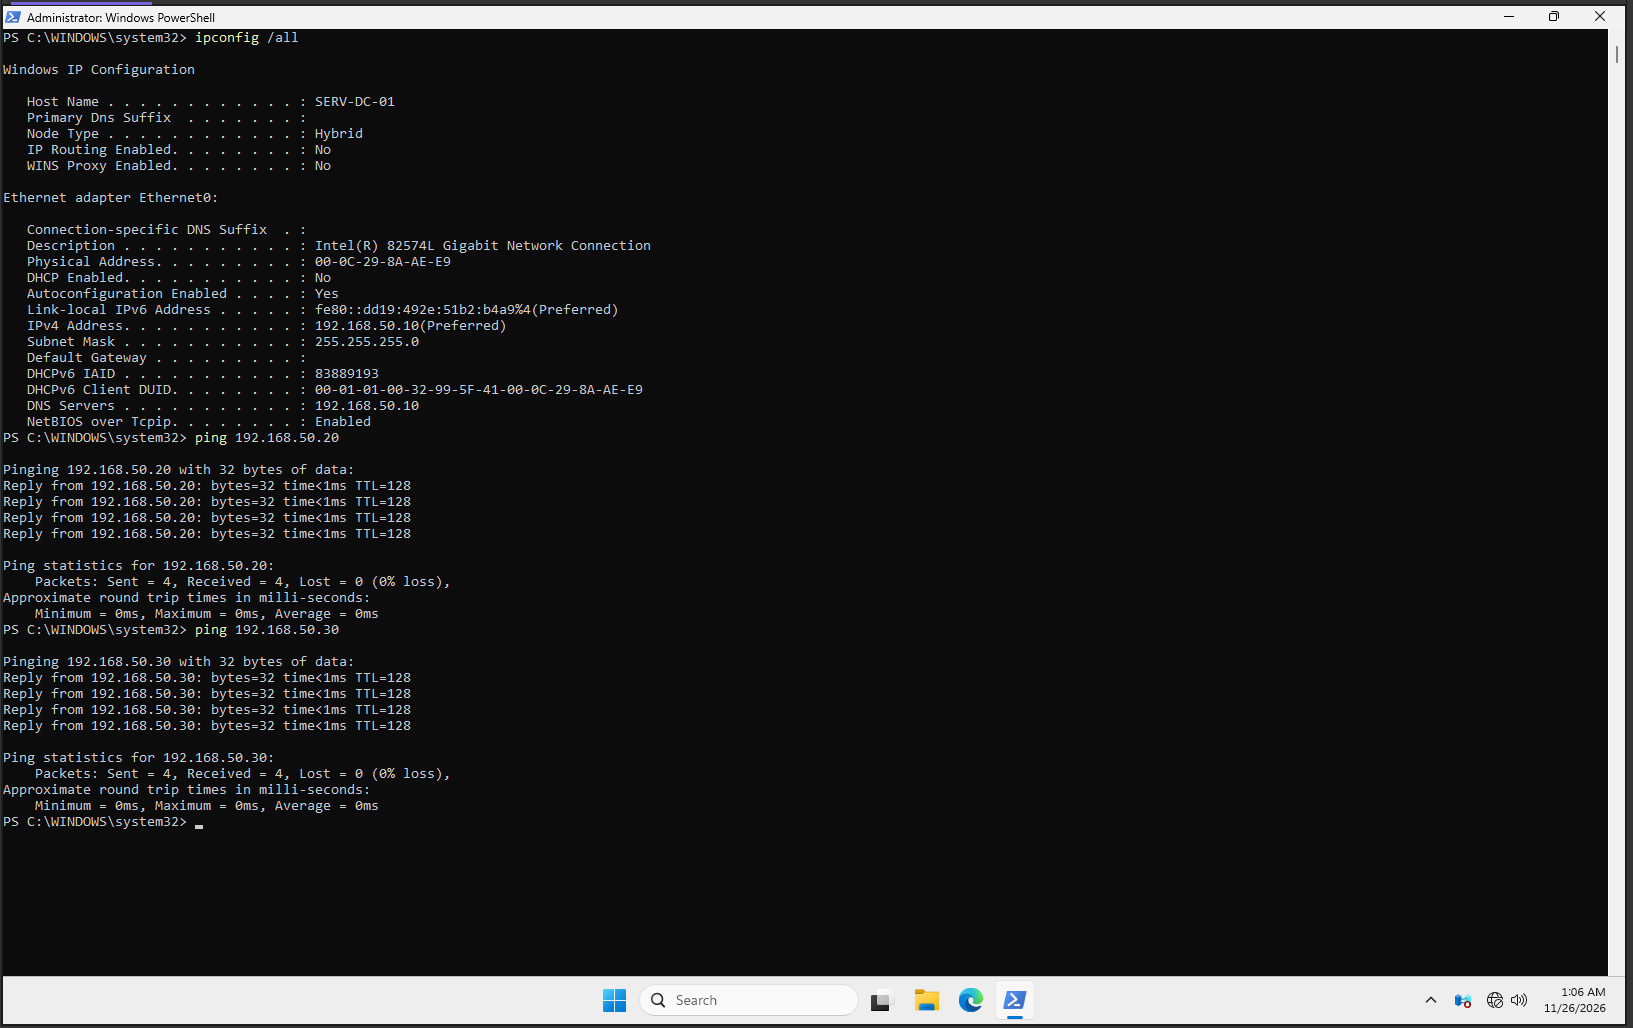 Administrator: Windows PowerShell
PS C:\WINDOWS\system32> ipconfig /all
Windows IP Configuration
Host Name . . . . . . . . . . . . : SERV-DC-01
Primary Dns Suffix  . . . . . . . :
Node Type . . . . . . . . . . . . : Hybrid
IP Routing Enabled. . . . . . . . : No
WINS Proxy Enabled. . . . . . . . : No
Ethernet adapter Ethernet0:
Connection-specific DNS Suffix  . :
Description . . . . . . . . . . . : Intel(R) 82574L Gigabit Network Connection
Physical Address. . . . . . . . . : 00-0C-29-8A-AE-E9
DHCP Enabled. . . . . . . . . . . : No
Autoconfiguration Enabled . . . . : Yes
Link-local IPv6 Address . . . . . : fe80::dd19:492e:51b2:b4a9%4(Preferred)
IPv4 Address. . . . . . . . . . . : 192.168.50.10(Preferred)
Subnet Mask . . . . . . . . . . . : 255.255.255.0
Default Gateway . . . . . . . . . :
DHCPv6 IAID . . . . . . . . . . . : 83889193
DHCPv6 Client DUID. . . . . . . . : 00-01-01-00-32-99-5F-41-00-0C-29-8A-AE-E9
DNS Servers . . . . . . . . . . . : 192.168.50.10
NetBIOS over Tcpip. . . . . . . . : Enabled
PS C:\WINDOWS\system32> ping 192.168.50.20
Pinging 192.168.50.20 with 32 bytes of data:
Reply from 192.168.50.20: bytes=32 time<1ms TTL=128
Reply from 192.168.50.20: bytes=32 time<1ms TTL=128
Reply from 192.168.50.20: bytes=32 time<1ms TTL=128
Reply from 192.168.50.20: bytes=32 time<1ms TTL=128
Ping statistics for 192.168.50.20:
Packets: Sent = 4, Received = 4, Lost = 0 (0% loss),
Approximate round trip times in milli-seconds:
Minimum = 0ms, Maximum = 0ms, Average = 0ms
PS C:\WINDOWS\system32> ping 192.168.50.30
Pinging 192.168.50.30 with 32 bytes of data:
Reply from 192.168.50.30: bytes=32 time<1ms TTL=128
Reply from 192.168.50.30: bytes=32 time<1ms TTL=128
Reply from 192.168.50.30: bytes=32 time<1ms TTL=128
Reply from 192.168.50.30: bytes=32 time<1ms TTL=128
Ping statistics for 192.168.50.30:
Packets: Sent = 4, Received = 4, Lost = 0 (0% loss),
Approximate round trip times in milli-seconds:
Minimum = 0ms, Maximum = 0ms, Average = 0ms
PS C:\WINDOWS\system32>
Search
1:06 AM
11/26/2026